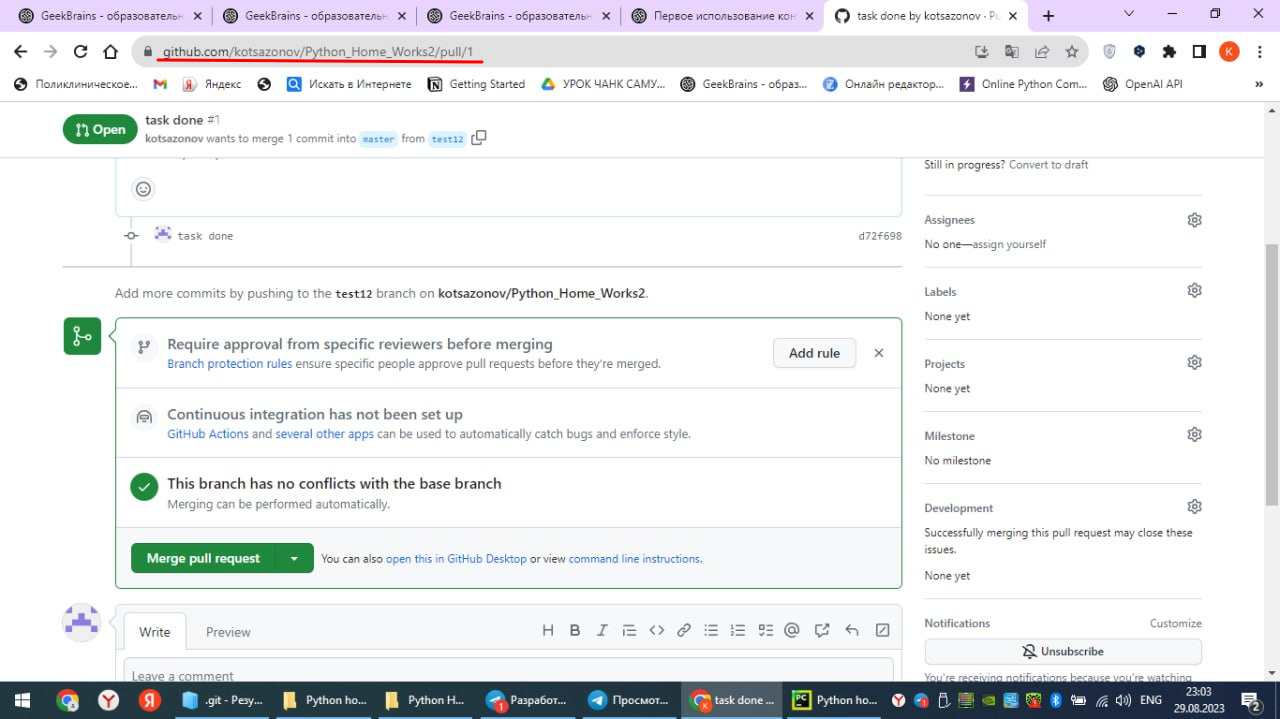 GeekBrains - образовательн
GeekBrains - образовательн
GeekBrains - образовательн
Первое использование кон
task done by kotsazonov · Pu
github.com/kotsazonov/Python_Home_Works2/pull/1
K
Поликлиническое...
Яндекс
Искать в Интернете
Getting Started
УРОК ЧАНК САМУ...
GeekBrains - образ...
Онлайн редактор...
Online Python Com...
OpenAI API
»
Open
task done #1
kotsazonov wants to merge 1 commit into master from test12
Still in progress? Convert to draft
task done
d72f698
Add more commits by pushing to the test12 branch on kotsazonov/Python_Home_Works2.
Require approval from specific reviewers before merging
Branch protection rules ensure specific people approve pull requests before they're merged.
Add rule
Continuous integration has not been set up
GitHub Actions and several other apps can be used to automatically catch bugs and enforce style.
This branch has no conflicts with the base branch
Merging can be performed automatically.
Merge pull request
You can also open this in GitHub Desktop or view command line instructions.
Write
Preview
Leave a comment
Assignees
No one—assign yourself
Labels
None yet
Projects
None yet
Milestone
No milestone
Development
Successfully merging this pull request may close these
issues.
None yet
Notifications
Customize
Unsubscribe
You're receiving notifications because you're watching
.git - Резу...
Python ho...
Python H...
Разработ...
Просмот...
task done ...
Python ho...
ENG
23:03
29.08.2023
2